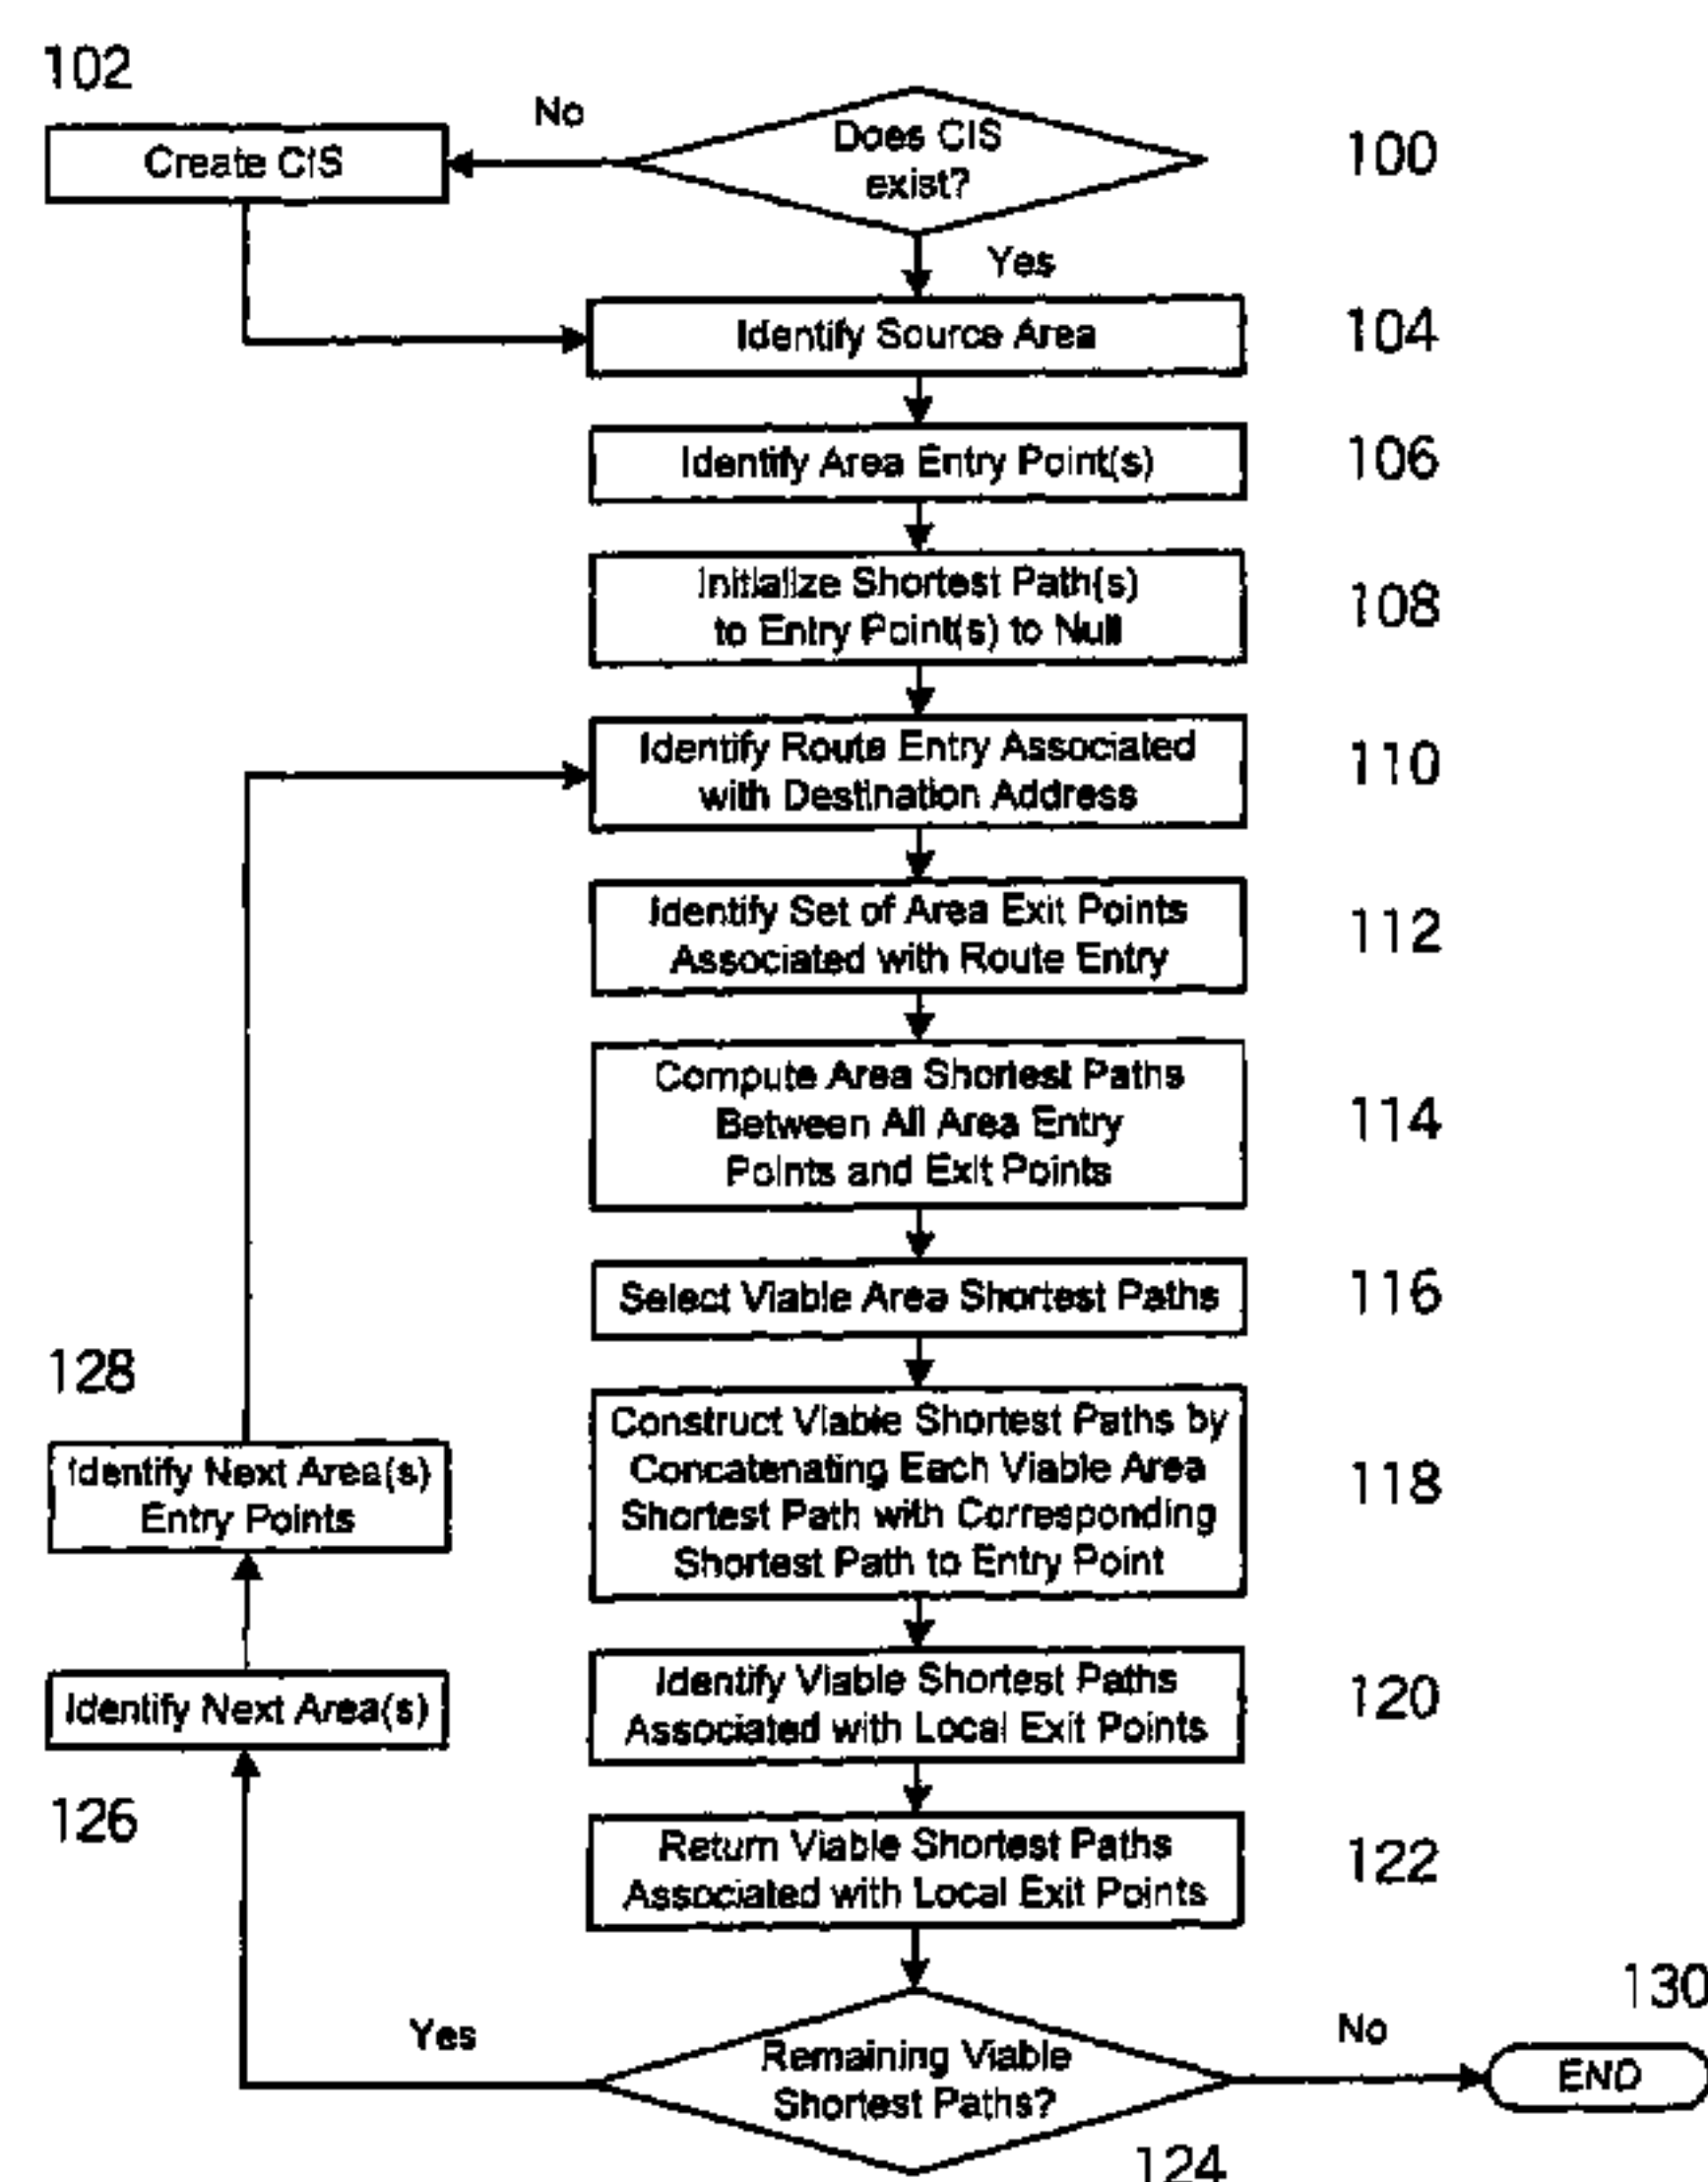 102
No
Does CIS
exist?
100
Create CIS
Yes
Identify Source Area
104
Identify Area Entry Point(s)
106
Initialize Shortest Path(s)
to Entry Point(s) to Null
108
Identify Route Entry Associated
with Destination Address
110
Identify Set of Area Exit Points
Associated with Route Entry
112
Compute Area Shortest Paths
Between All Area Entry
Points and Exit Points
114
Select Viable Area Shortest Paths
116
128
Identify Next Area(s)
Entry Points
Construct Viable Shortest Paths by
Concatenating Each Viable Area
Shortest Path with Corresponding
Shortest Path to Entry Point
118
Identify Next Area(s)
126
Identify Viable Shortest Paths
Associated with Local Exit Points
120
Return Viable Shortest Paths
Associated with Local Exit Points
122
Yes
Remaining Viable
Shortest Paths?
124
No
130
END